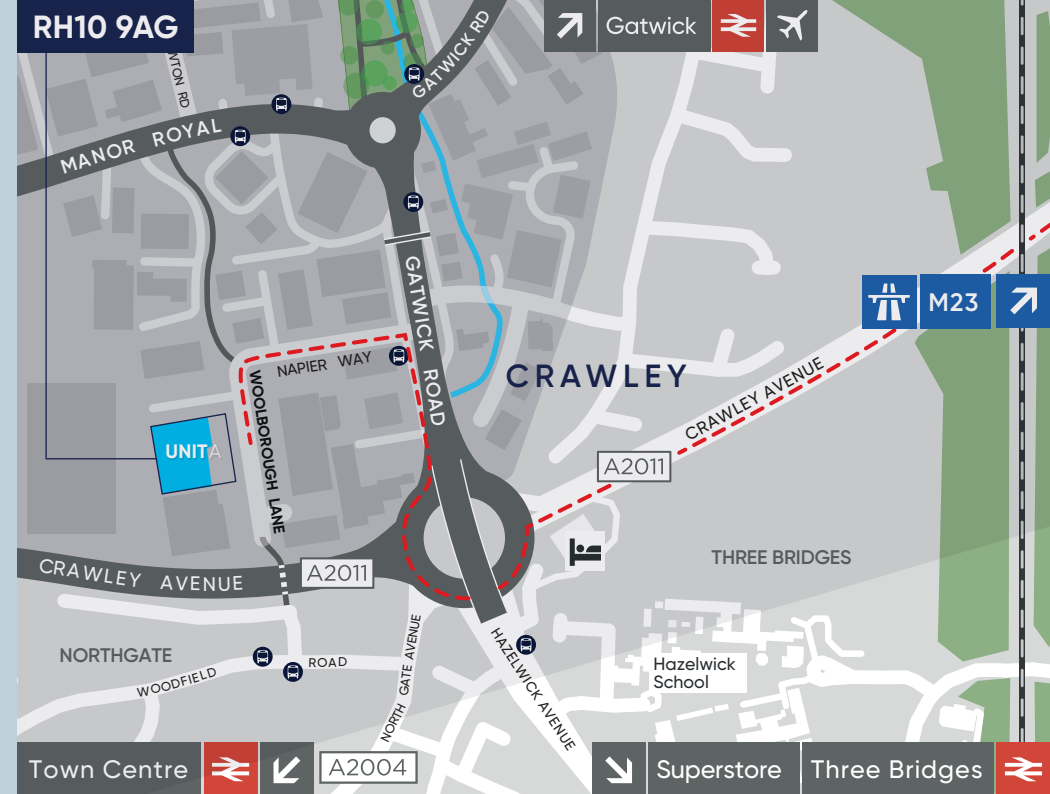 RH10 9AG
Gatwick
GATWICK RD
MANOR ROYAL
GATWICK ROAD
M23
NAPIER WAY
CRAWLEY
CRAWLEY AVENUE
WOOLBOROUGH LANE
UNIT A
A2011
THREE BRIDGES
CRAWLEY AVENUE
A2011
NORTHGATE
WOODFIELD ROAD
NORTH GATE AVENUE
HAZELWICK AVENUE
Hazelwick
School
Town Centre
A2004
Superstore
Three Bridges